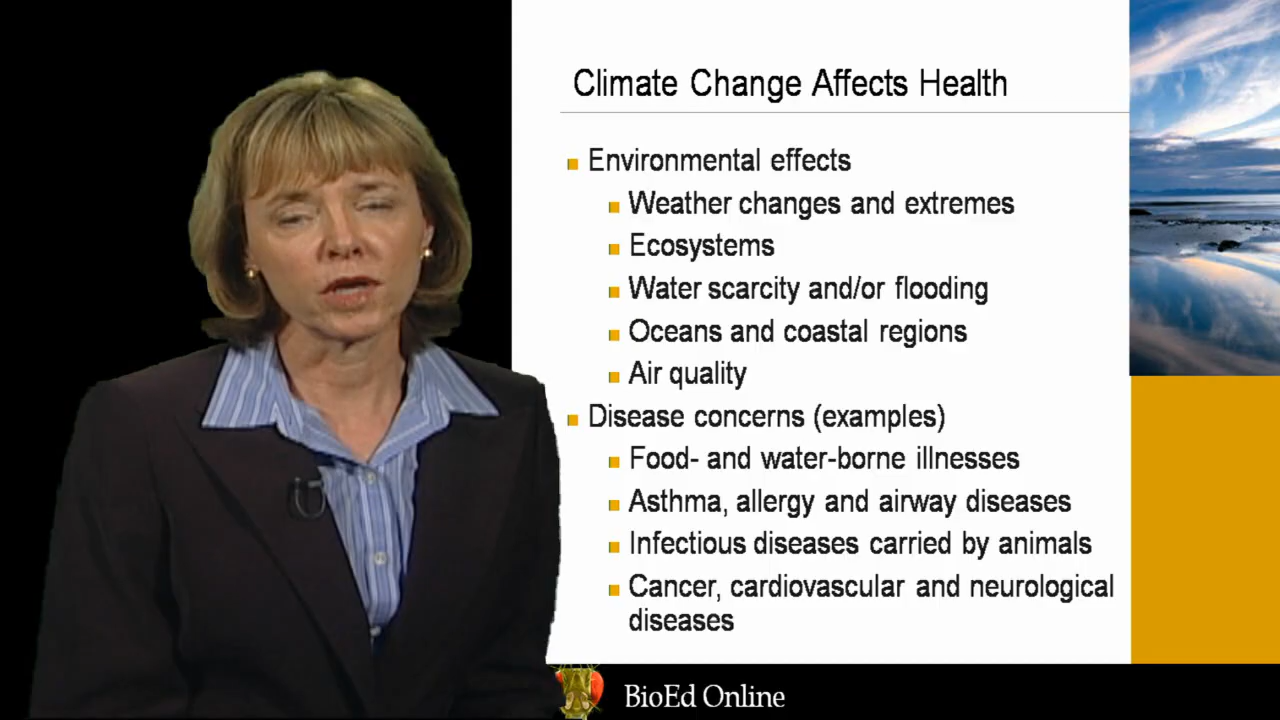 Climate Change Affects Health
Environmental effects
Weather changes and extremes
Ecosystems
Water scarcity and/or flooding
Oceans and coastal regions
Air quality
Disease concerns (examples)
Food- and water-borne illnesses
Asthma, allergy and airway diseases
Infectious diseases carried by animals
Cancer, cardiovascular and neurological
diseases
BioEd Online